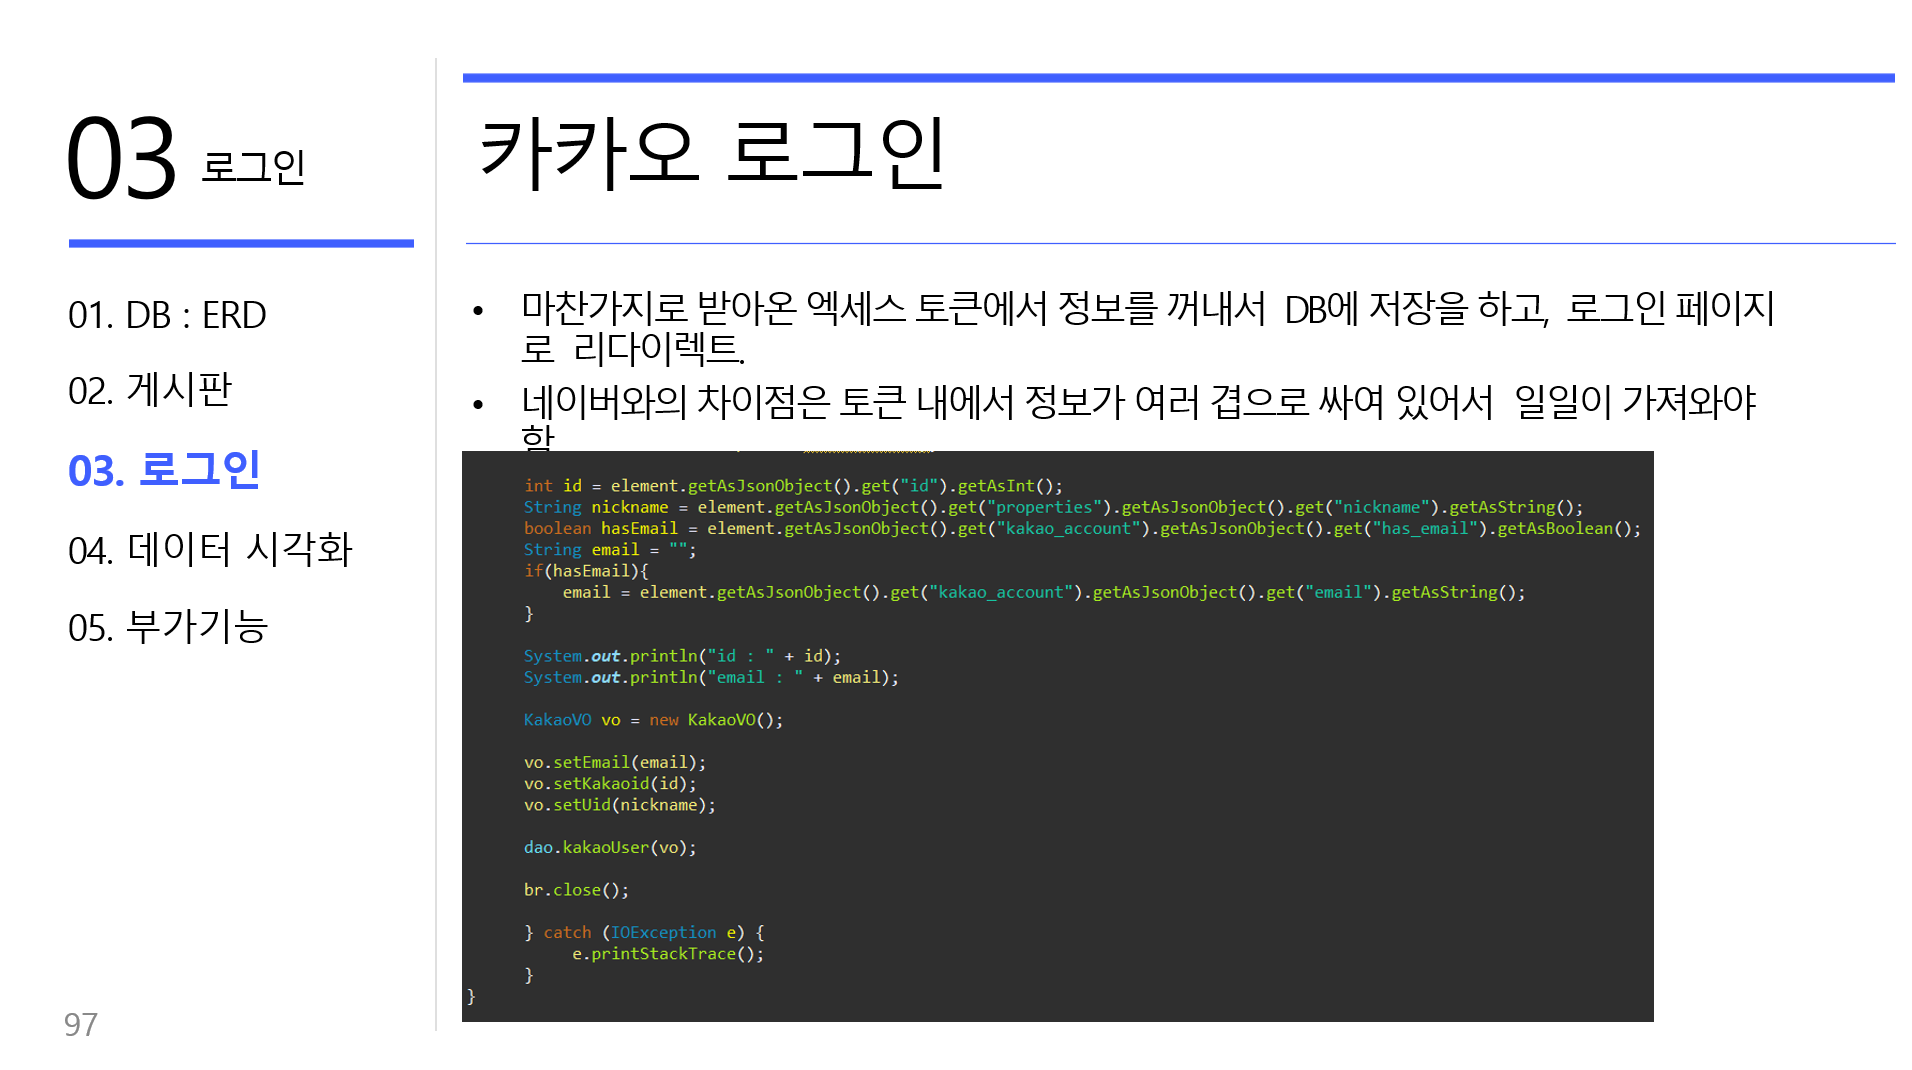 03 로그인
01. DB : ERD
02. 게시판
03. 로그인
04. 데이터 시각화
05. 부가기능
97
카카오 로그인
• 마찬가지로 받아온 엑세스 토큰에서 정보를 꺼내서 DB에 저장을 하고, 로그인 페이지
로 리다이렉트.
• 네이버와의 차이점은 토큰 내에서 정보가 여러 겹으로 싸여 있어서 일일이 가져와야
함
int id = element.getAsJsonObject().get("id").getAsInt();
String nickname = element.getAsJsonObject().get("properties").getAsJsonObject().get("nickname").getAsString();
boolean hasEmail = element.getAsJsonObject().get("kakao_account").getAsJsonObject().get("has_email").getAsBoolean();
String email = "";
if(hasEmail){
email = element.getAsJsonObject().get("kakao_account").getAsJsonObject().get("email").getAsString();
}
System.out.println("id : " + id);
System.out.println("email : " + email);
KakaoVO vo = new KakaoVO();
vo.setEmail(email);
vo.setKakaoid(id);
vo.setUid(nickname);
dao.kakaoUser(vo);
br.close();
} catch (IOException e) {
e.printStackTrace();
}
}